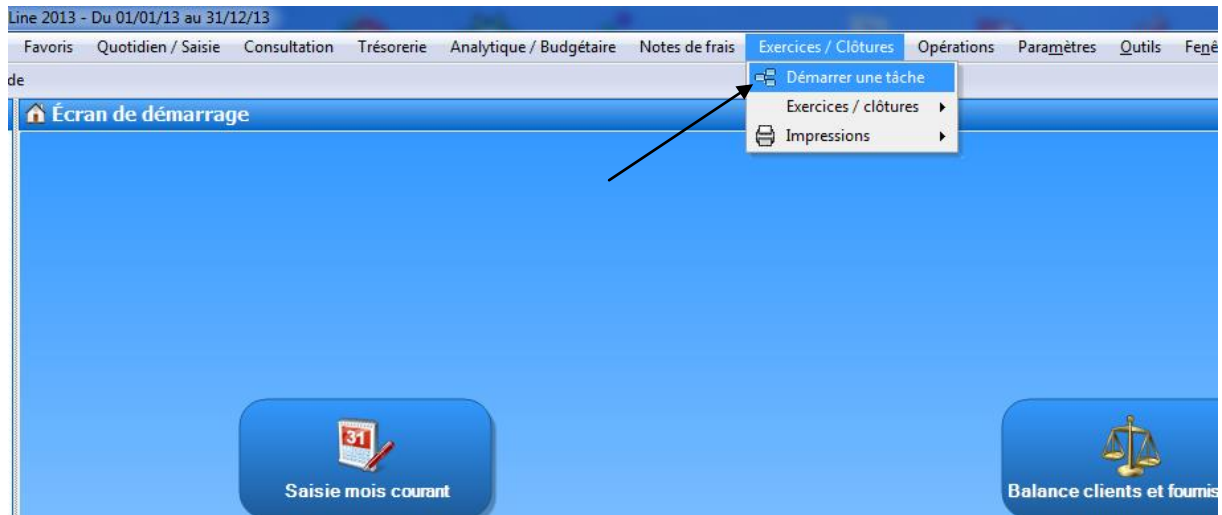 Line 2013 - Du 01/01/13 au 31/12/13
Favoris Quotidien / Saisie Consultation Trésorerie Analytique / Budgétaire Notes de frais Exercices / Clôtures Opérations Paramètres Outils Fenê
de
Démarrer une tâche
Écran de démarrage
Exercices / clôtures
Impressions
31
Saisie mois courant
Balance clients et fournis